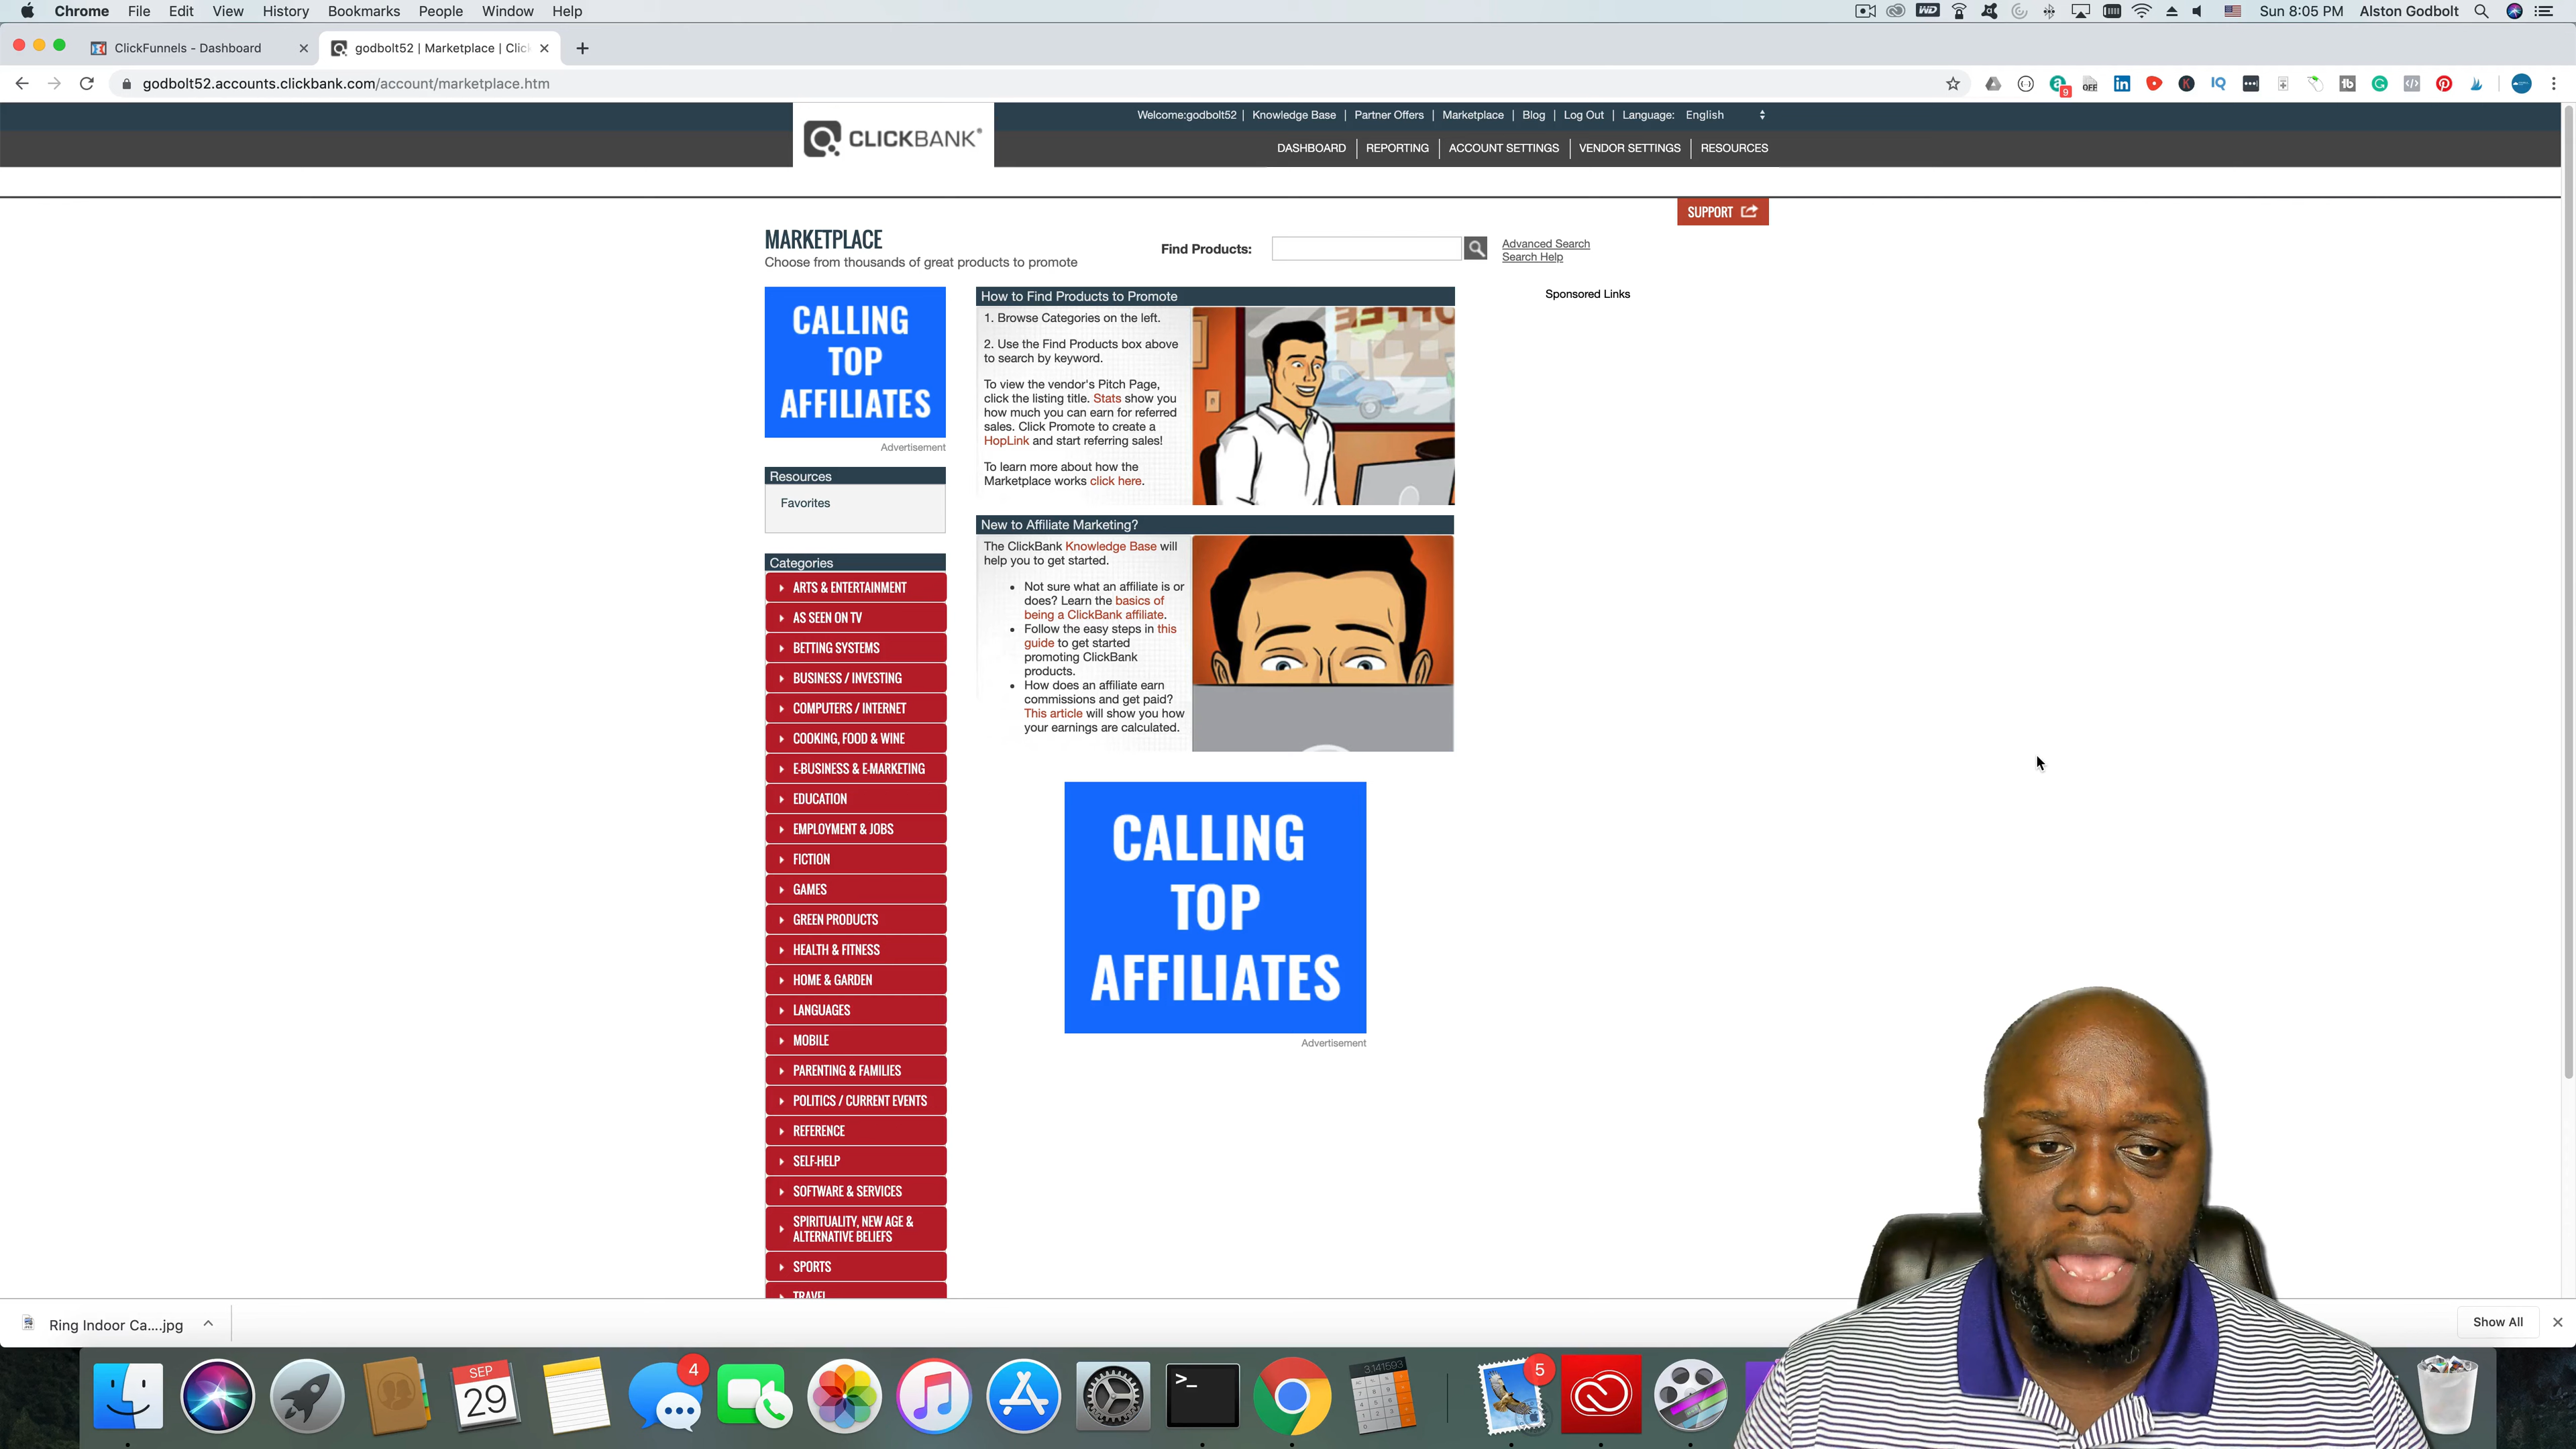 Chrome File Edit View History Bookmarks People Window Help
WD
Sun 8:05 PM Alston Godbolt
ClickFunnels - Dashboard
godbolt52 | Marketplace | Clic
godbolt52.accounts.clickbank.com/account/marketplace.htm
9 OFF in K IQ tb
CLICKBANK
Welcome:godbolt52 | Knowledge Base | Partner Offers | Marketplace | Blog | Log Out | Language: English
DASHBOARD REPORTING ACCOUNT SETTINGS VENDOR SETTINGS RESOURCES
SUPPORT
MARKETPLACE
Choose from thousands of great products to promote
Find Products:
Advanced Search
Search Help
CALLING
TOP
AFFILIATES
Advertisement
Resources
Favorites
Categories
ARTS & ENTERTAINMENT
AS SEEN ON TV
BETTING SYSTEMS
BUSINESS / INVESTING
COMPUTERS / INTERNET
COOKING, FOOD & WINE
E-BUSINESS & E-MARKETING
EDUCATION
EMPLOYMENT & JOBS
FICTION
GAMES
GREEN PRODUCTS
HEALTH & FITNESS
HOME & GARDEN
LANGUAGES
MOBILE
PARENTING & FAMILIES
POLITICS / CURRENT EVENTS
REFERENCE
SELF-HELP
SOFTWARE & SERVICES
SPIRITUALITY, NEW AGE &
ALTERNATIVE BELIEFS
SPORTS
TRAVEL
How to Find Products to Promote
1. Browse Categories on the left.
2. Use the Find Products box above
to search by keyword.
To view the vendor's Pitch Page,
click the listing title. Stats show you
how much you can earn for referred
sales. Click Promote to create a
HopLink and start referring sales!
To learn more about how the
Marketplace works click here.
New to Affiliate Marketing?
The ClickBank Knowledge Base will
help you to get started.
Not sure what an affiliate is or
does? Learn the basics of
being a ClickBank affiliate.
Follow the easy steps in this
guide to get started
promoting ClickBank
products.
How does an affiliate earn
commissions and get paid?
This article will show you how
your earnings are calculated.
CALLING
TOP
AFFILIATES
Advertisement
Sponsored Links
Ring Indoor Ca....jpg
Show All
SEP
29
4
3.141593
5